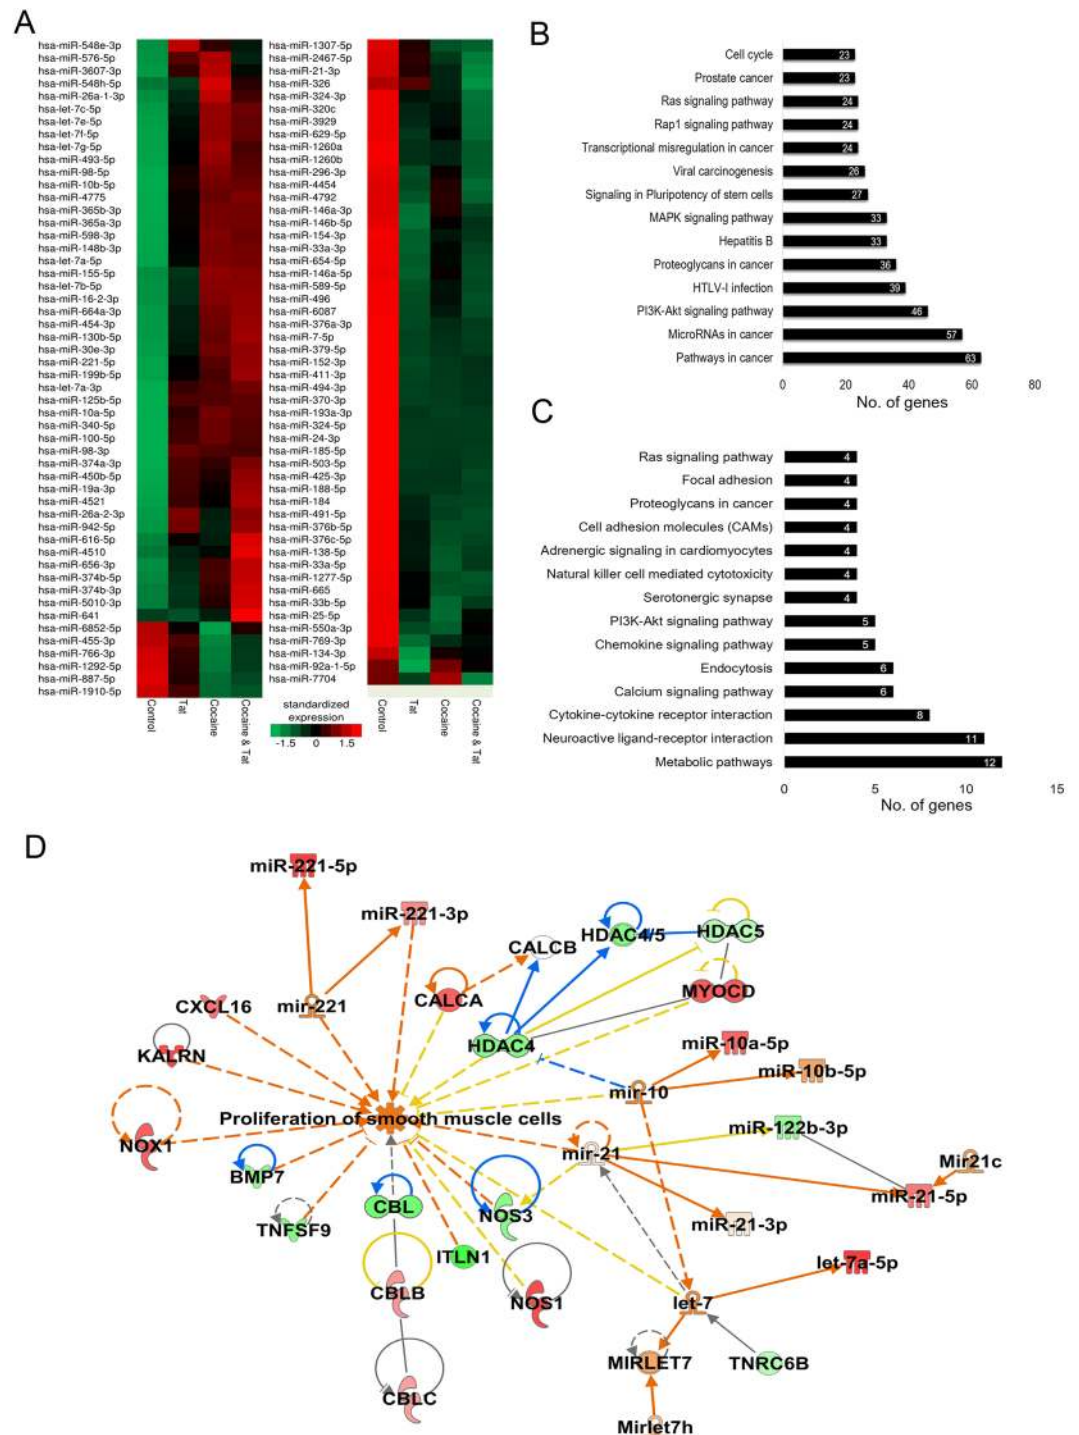 A
hsa-miR-548e-3p
hsa-miR-576-5p
hsa-miR-3607-3p
hsa-miR-548h-5p
hsa-miR-26a-1-3p
hsa-let-7c-5p
hsa-let-7e-5p
hsa-let-7f-5p
hsa-let-7g-5p
hsa-miR-493-5p
hsa-miR-98-5p
hsa-miR-10b-5p
hsa-miR-4775
hsa-miR-365b-3p
hsa-miR-365a-3p
hsa-miR-598-3p
hsa-miR-148b-3p
hsa-let-7a-5p
hsa-miR-155-5p
hsa-let-7b-5p
hsa-miR-16-2-3p
hsa-miR-664a-3p
hsa-miR-454-3p
hsa-miR-130b-5p
hsa-miR-30e-3p
hsa-miR-221-5p
hsa-miR-199b-5p
hsa-let-7a-3p
hsa-miR-125b-5p
hsa-miR-10a-5p
hsa-miR-340-5p
hsa-miR-100-5p
hsa-miR-98-3p
hsa-miR-374a-3p
hsa-miR-450b-5p
hsa-miR-19a-3p
hsa-miR-4521
hsa-miR-26a-2-3p
hsa-miR-942-5p
hsa-miR-616-5p
hsa-miR-4510
hsa-miR-656-3p
hsa-miR-374b-5p
hsa-miR-374b-3p
hsa-miR-5010-3p
hsa-miR-641
hsa-miR-6852-5p
hsa-miR-455-3p
hsa-miR-766-3p
hsa-miR-1292-5p
hsa-miR-887-5p
hsa-miR-1910-5p
Control
Tat
Cocaine
Cocaine & Tat
hsa-miR-1307-5p
hsa-miR-2467-5p
hsa-miR-21-3p
hsa-miR-326
hsa-miR-324-3p
hsa-miR-320c
hsa-miR-3929
hsa-miR-629-5p
hsa-miR-1260a
hsa-miR-1260b
hsa-miR-296-3p
hsa-miR-4454
hsa-miR-4792
hsa-miR-146a-3p
hsa-miR-146b-5p
hsa-miR-154-3p
hsa-miR-33a-3p
hsa-miR-654-5p
hsa-miR-146a-5p
hsa-miR-589-5p
hsa-miR-496
hsa-miR-6087
hsa-miR-376a-3p
hsa-miR-7-5p
hsa-miR-379-5p
hsa-miR-152-3p
hsa-miR-411-3p
hsa-miR-494-3p
hsa-miR-370-3p
hsa-miR-193a-3p
hsa-miR-324-5p
hsa-miR-24-3p
hsa-miR-185-5p
hsa-miR-503-5p
hsa-miR-425-3p
hsa-miR-188-5p
hsa-miR-184
hsa-miR-491-5p
hsa-miR-376b-5p
hsa-miR-376c-5p
hsa-miR-138-5p
hsa-miR-33a-5p
hsa-miR-1277-5p
hsa-miR-665
hsa-miR-33b-5p
hsa-miR-25-5p
hsa-miR-550a-3p
hsa-miR-769-3p
hsa-miR-134-3p
hsa-miR-92a-1-5p
hsa-miR-7704
standardized
expression
-1.5 0 1.5
Control
Tat
Cocaine
Cocaine & Tat
B
Cell cycle 23
Prostate cancer 23
Ras signaling pathway 24
Rap1 signaling pathway 24
Transcriptional misregulation in cancer 24
Viral carcinogenesis 26
Signaling in Pluripotency of stem cells 27
MAPK signaling pathway 33
Hepatitis B 33
Proteoglycans in cancer 36
HTLV-I infection 39
PI3K-Akt signaling pathway 46
MicroRNAs in cancer 57
Pathways in cancer 63
0 20 40 60 80
No. of genes
C
Ras signaling pathway 4
Focal adhesion 4
Proteoglycans in cancer 4
Cell adhesion molecules (CAMs) 4
Adrenergic signaling in cardiomyocytes 4
Natural killer cell mediated cytotoxicity 4
Serotonergic synapse 4
PI3K-Akt signaling pathway 5
Chemokine signaling pathway 5
Endocytosis 6
Calcium signaling pathway 6
Cytokine-cytokine receptor interaction 8
Neuroactive ligand-receptor interaction 11
Metabolic pathways 12
0 5 10 15
No. of genes
D
miR-221-5p
miR-221-3p
CALCB
HDAC4/5
HDAC5
CXCL16
mir-221
CALCA
MYOCD
KALRN
HDAC4
miR-10a-5p
miR-10b-5p
mir-10
Proliferation of smooth muscle cells
miR-122b-3p
NOX1
mir-21
Mir21c
BMP7
miR-21-5p
CBL
NOS3
miR-21-3p
TNFSF9
ITLN1
let-7a-5p
CBLB
NOS1
let-7
MIRLET7
TNRC6B
CBLC
Mirlet7h